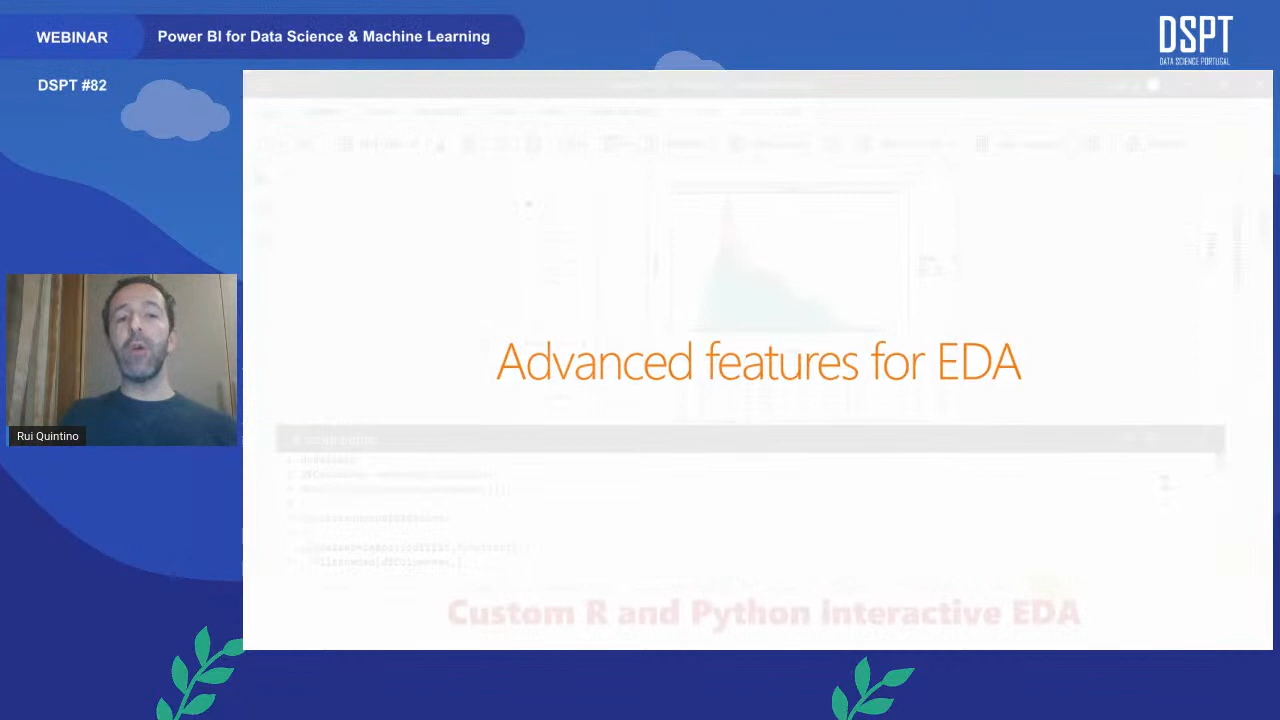 WEBINAR
Power BI for Data Science & Machine Learning
DSPT
DATA SCIENCE PORTUGAL
DSPT #82
Advanced features for EDA
Rui Quintino
Custom R and Python interactive EDA